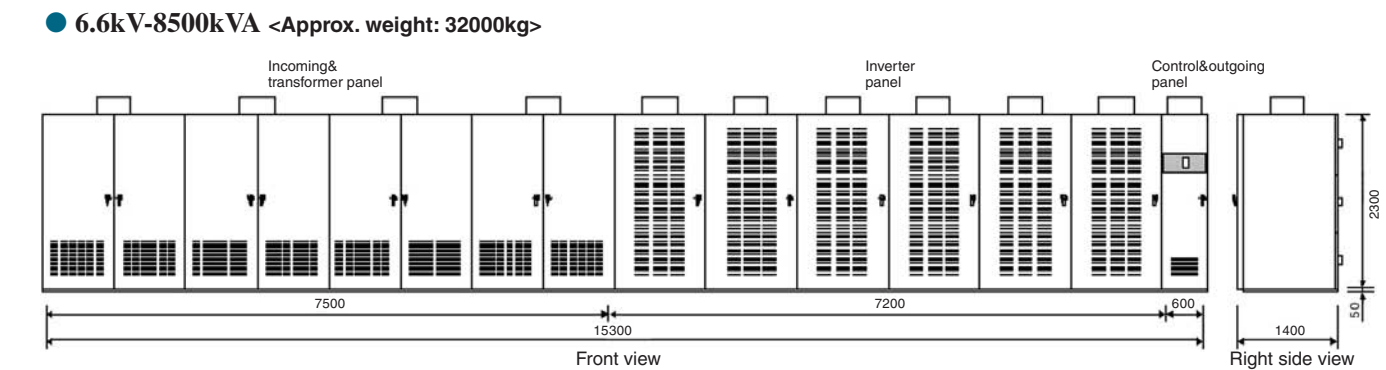 ● 6.6kV-8500kVA <Approx. weight: 32000kg>
Incoming&
transformer panel
Inverter
panel
Control&outgoing
panel
2300
50
7500
7200
600
15300
1400
Front view
Right side view